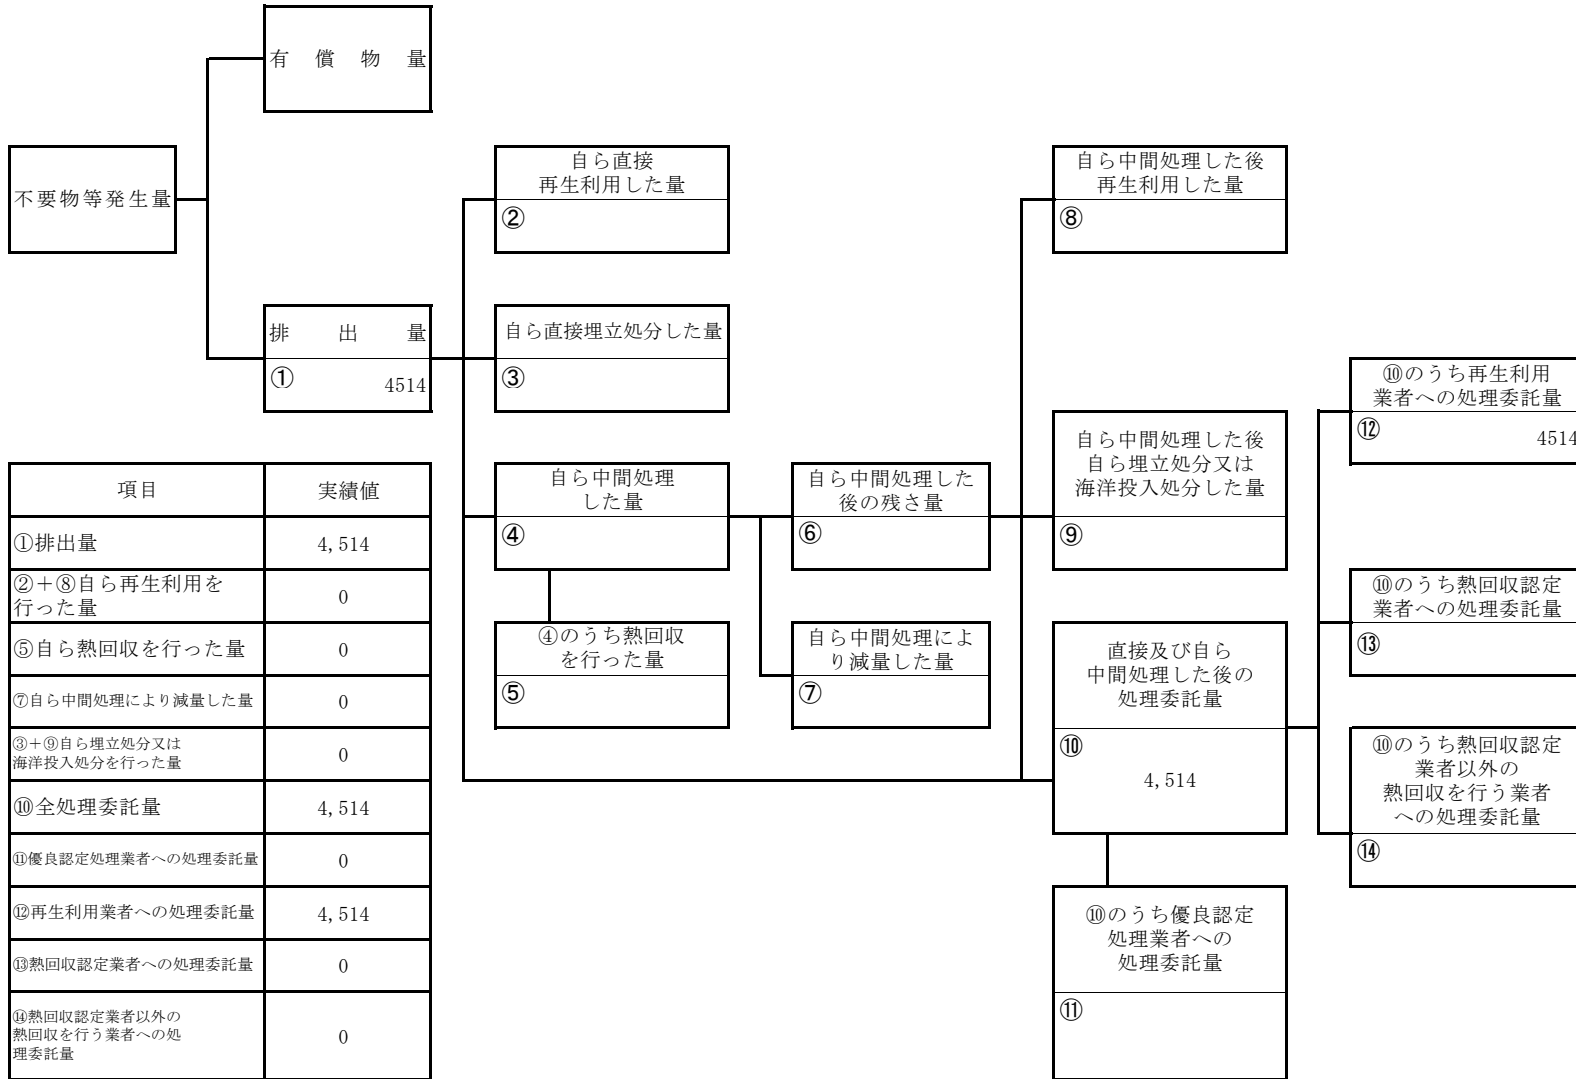 有 償 物 量
不要物等発生量
自ら直接
再生利用した量
②
自ら中間処理した後
再生利用した量
⑧
排 出 量
① 4514
自ら直接埋立処分した量
③
⑩のうち再生利用
業者への処理委託量
⑫ 4514
自ら中間処理
した量
④
自ら中間処理した
後の残さ量
⑥
自ら中間処理した後
自ら埋立処分又は
海洋投入処分した量
⑨
④のうち熱回収
を行った量
⑤
自ら中間処理によ
り減量した量
⑦
直接及び自ら
中間処理した後の
処理委託量
⑩
4,514
⑩のうち熱回収認定
業者への処理委託量
⑬
⑩のうち熱回収認定
業者以外の
熱回収を行う業者
への処理委託量
⑭
⑩のうち優良認定
処理業者への
処理委託量
⑪
項目 実績値
①排出量 4,514
②+⑧自ら再生利用を
行った量 0
⑤自ら熱回収を行った量 0
⑦自ら中間処理により減量した量 0
③+⑨自ら埋立処分又は
海洋投入処分を行った量 0
⑩全処理委託量 4,514
⑪優良認定処理業者への処理委託量 0
⑫再生利用業者への処理委託量 4,514
⑬熱回収認定業者への処理委託量 0
⑭熱回収認定業者以外の
熱回収を行う業者への処
理委託量 0